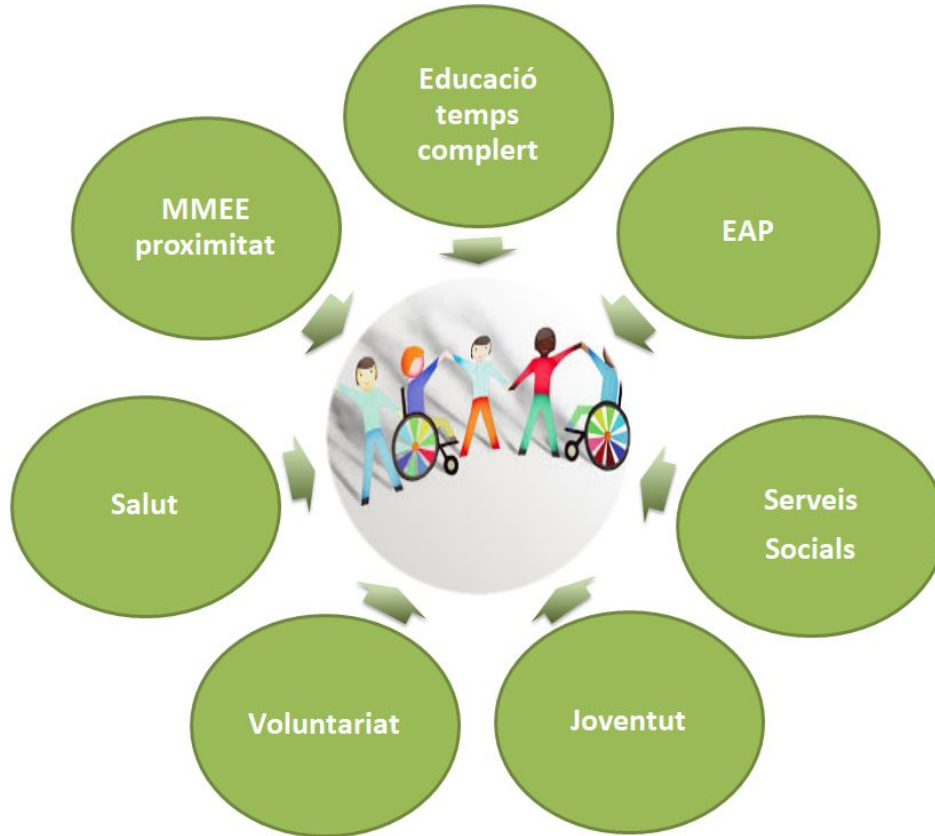 Educació
temps
complert
MMEE
proximitat
EAP
Salut
Serveis
Socials
Voluntariat
Joventut